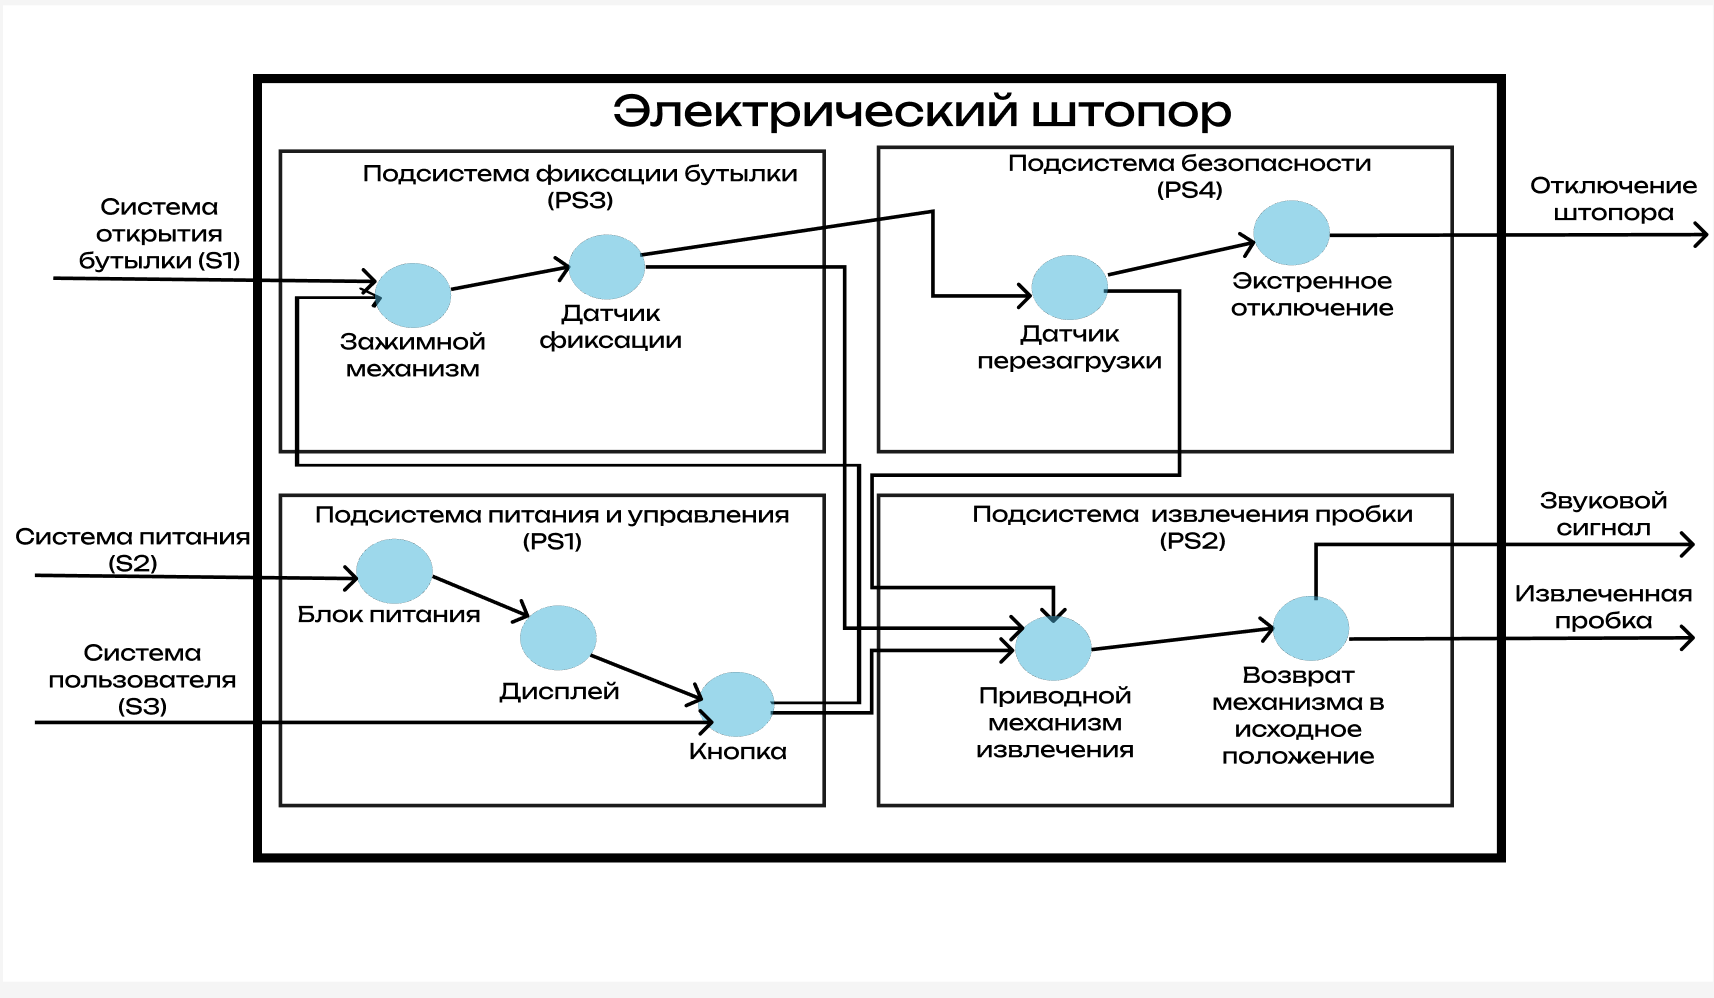 Электрический штопор
Подсистема фиксации бутылки
(PS3)
Подсистема безопасности
(PS4)
Система
открытия
бутылки (S1)
Отключение
штопора
Зажимной
механизм
Датчик
фиксации
Датчик
перезагрузки
Экстренное
отключение
Подсистема питания и управления
(PS1)
Подсистема извлечения пробки
(PS2)
Система питания
(S2)
Звуковой
сигнал
Блок питания
Извлеченная
пробка
Система
пользователя
(S3)
Дисплей
Кнопка
Приводной
механизм
извлечения
Возврат
механизма в
исходное
положение